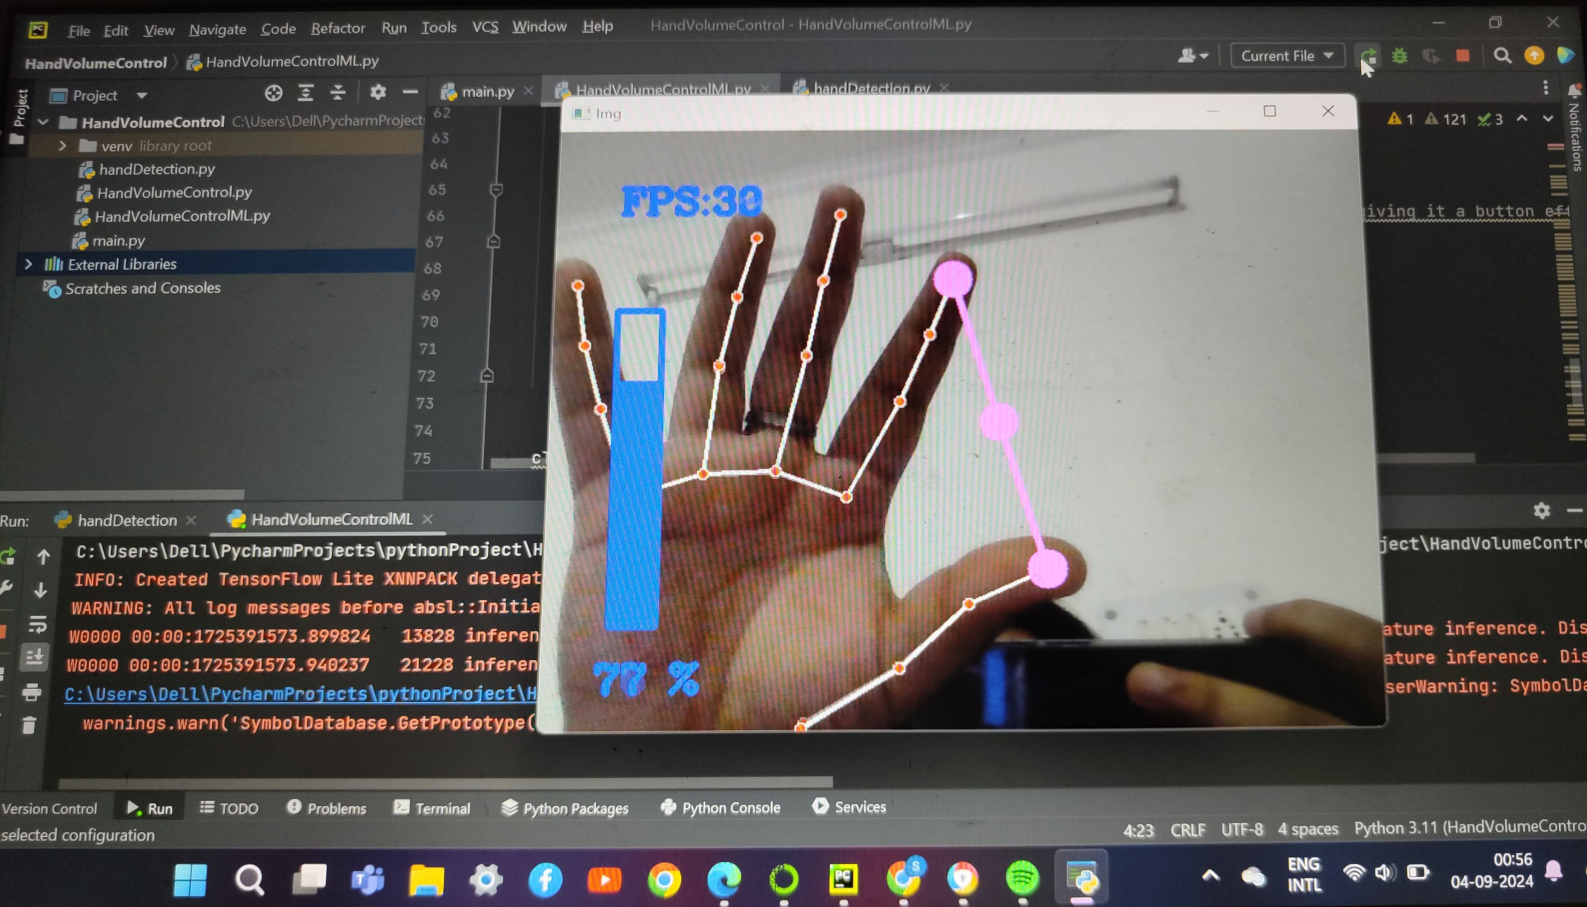 File Edit View Navigate Code Refactor Run Tools VCS Window Help HandVolumeControl - HandVolumeControlML.py
HandVolumeControl HandVolumeControlML.py Current File
Project main.py HandVolumeControlML.py handDetection.py
Project
HandVolumeControl C:\Users\Dell\PycharmProject
venv library root
handDetection.py
HandVolumeControl.py
HandVolumeControlML.py
main.py
External Libraries
Scratches and Consoles
62
63
64
65
66
67
68
69
70
71
72
73
74
75
1 121 3
Notifications
giving it a button ef
Img
FPS:30
77 %
Run: handDetection HandVolumeControlML
C:\Users\Dell\PycharmProjects\pythonProject\H ject\HandVolumeContro
INFO: Created TensorFlow Lite XNNPACK delegat
WARNING: All log messages before absl::Initia
W0000 00:00:1725391573.899824 13828 inferen ature inference. Dis
W0000 00:00:1725391573.940237 21228 inferen ature inference. Dis
C:\Users\Dell\PycharmProjects\pythonProject\H serWarning: SymbolDa
warnings.warn('SymbolDatabase.GetPrototype(
Version Control Run TODO Problems Terminal Python Packages Python Console Services
selected configuration 4:23 CRLF UTF-8 4 spaces Python 3.11 (HandVolumeContro
ENG
INTL
00:56
04-09-2024